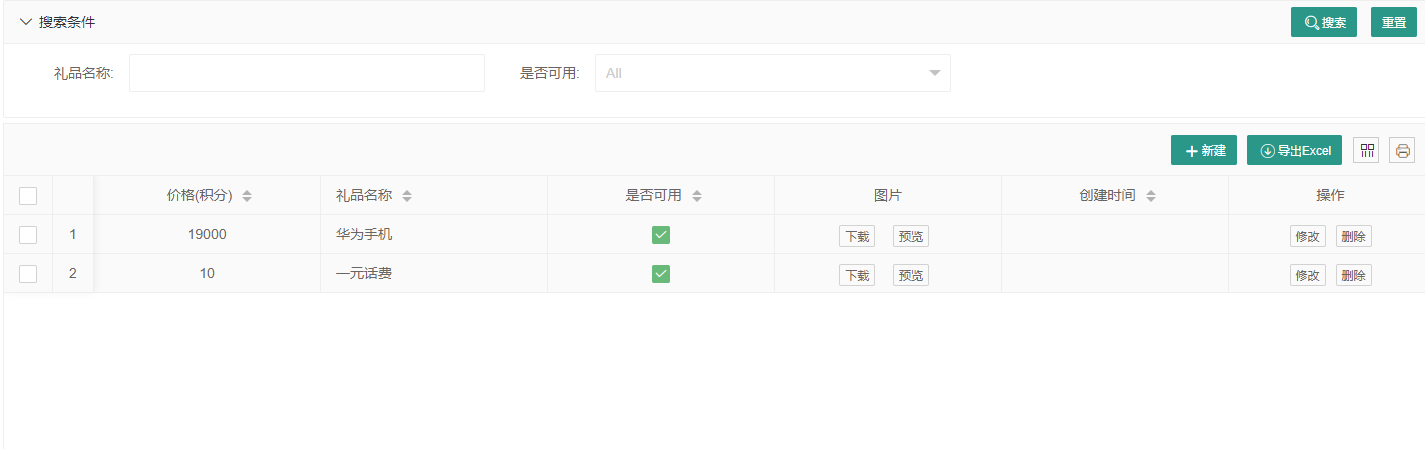 搜索条件 搜索 重置
礼品名称: 是否可用: All
新建 导出Excel
价格(积分) 礼品名称 是否可用 图片 创建时间 操作
1 19000 华为手机 下载 预览 修改 删除
2 10 一元话费 下载 预览 修改 删除